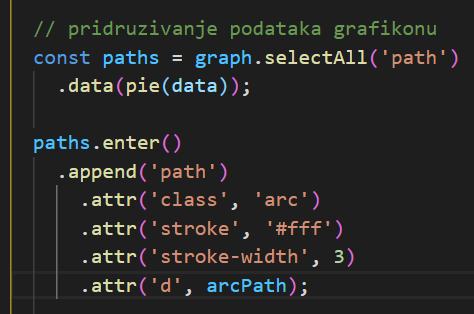 // pridruzivanje podataka grafikonu
const paths = graph.selectAll('path')
.data(pie(data));
paths.enter()
.append('path')
.attr('class', 'arc')
.attr('stroke', '#fff')
.attr('stroke-width', 3)
.attr('d', arcPath);